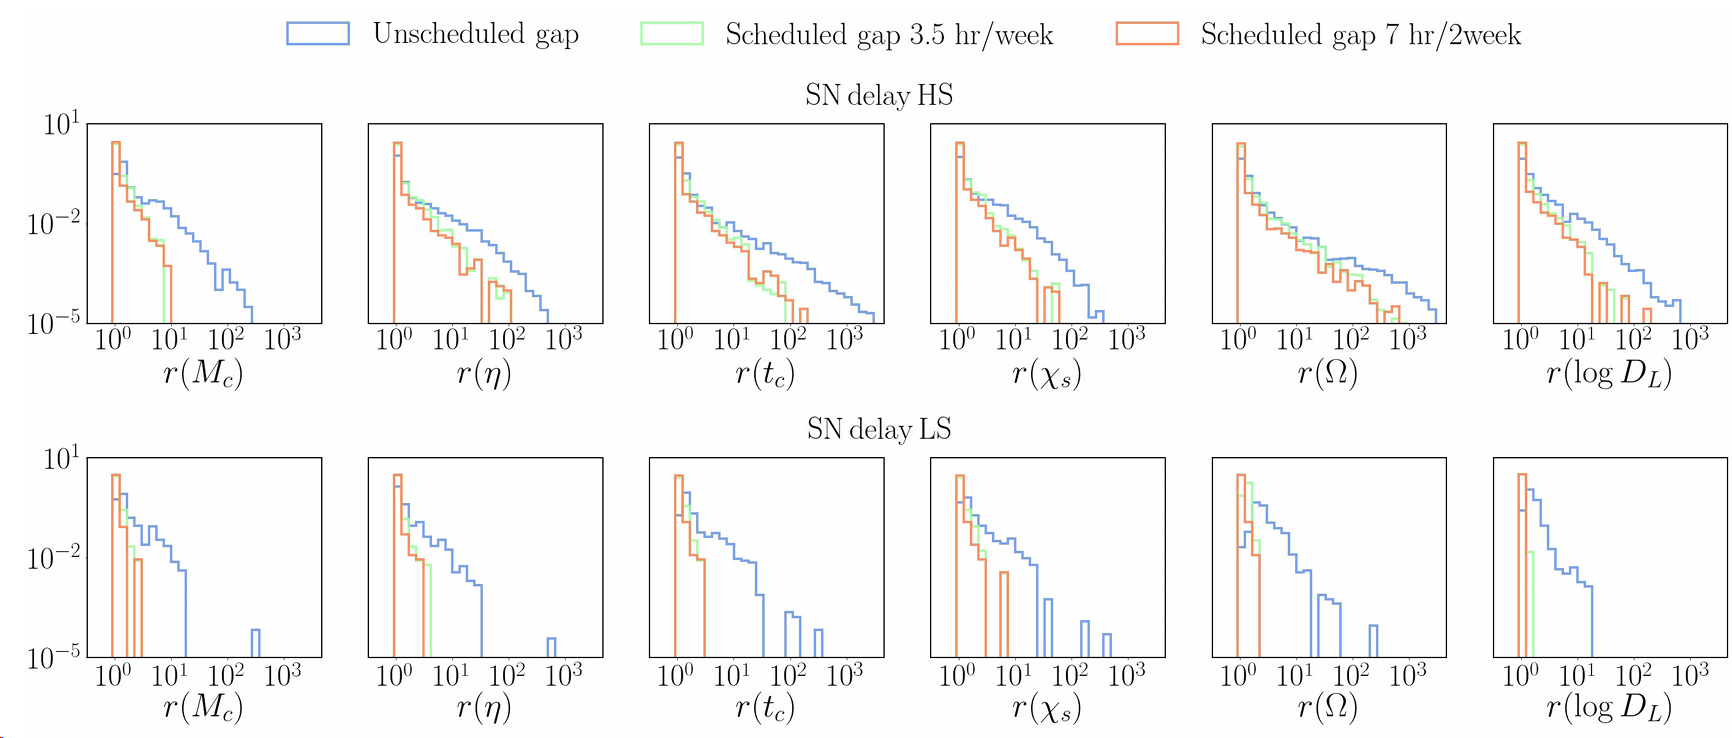 Unscheduled gap Scheduled gap 3.5 hr/week Scheduled gap 7 hr/2week
SN delay HS
10^1
10^-2
10^-5
10^0 10^1 10^2 10^3 10^0 10^1 10^2 10^3 10^0 10^1 10^2 10^3 10^0 10^1 10^2 10^3 10^0 10^1 10^2 10^3 10^0 10^1 10^2 10^3
r(M_c) r(η) r(t_c) r(χ_s) r(Ω) r(log D_L)
SN delay LS
10^1
10^-2
10^-5
10^0 10^1 10^2 10^3 10^0 10^1 10^2 10^3 10^0 10^1 10^2 10^3 10^0 10^1 10^2 10^3 10^0 10^1 10^2 10^3 10^0 10^1 10^2 10^3
r(M_c) r(η) r(t_c) r(χ_s) r(Ω) r(log D_L)